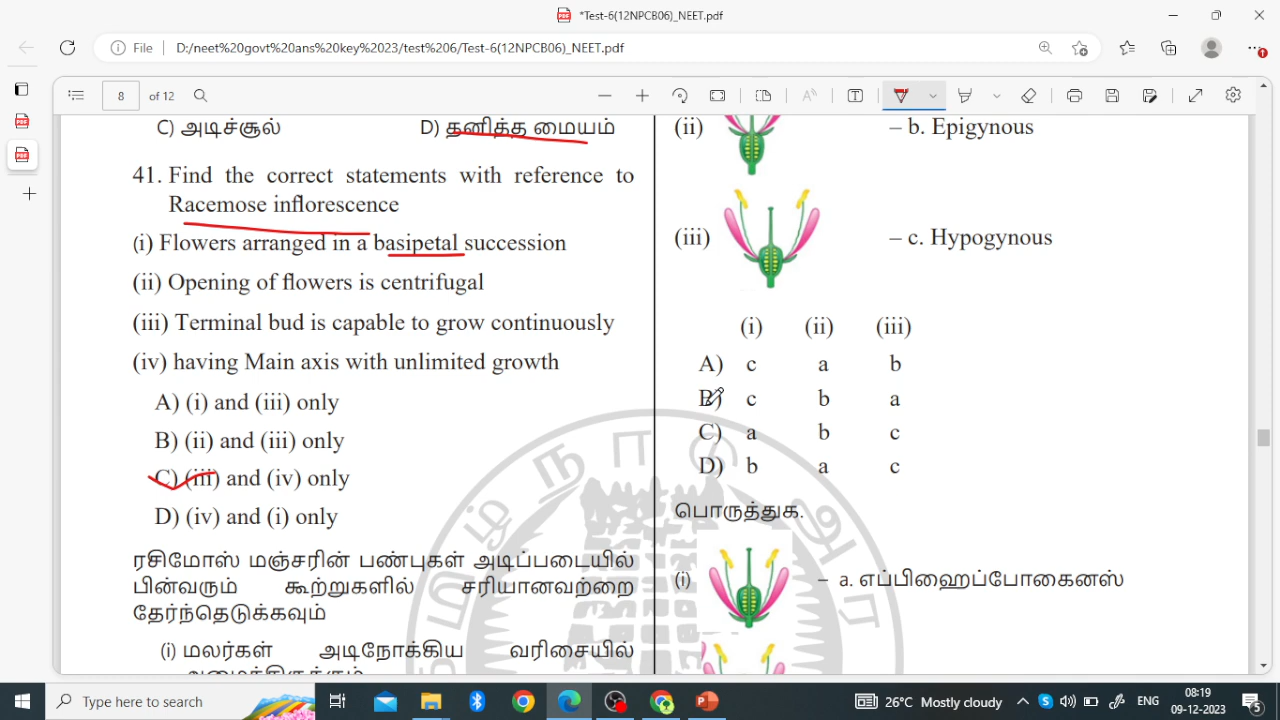 *Test-6(12NPCB06)_NEET.pdf
File
D:/neet%20govt%20ans%20key%202023/test%206/Test-6(12NPCB06)_NEET.pdf
8 of 12
C) அடிச்சூல் D) தனித்த மையம்
41. Find the correct statements with reference to
Racemose inflorescence
(i) Flowers arranged in a basipetal succession
(ii) Opening of flowers is centrifugal
(iii) Terminal bud is capable to grow continuously
(iv) having Main axis with unlimited growth
A) (i) and (iii) only
B) (ii) and (iii) only
C) (iii) and (iv) only
D) (iv) and (i) only
ரசிமோஸ் மஞ்சரின் பண்புகள் அடிப்படையில்
பின்வரும் கூற்றுகளில் சரியானவற்றை
தேர்ந்தெடுக்கவும்
(i) மலர்கள் அடிநோக்கிய வரிசையில்
(ii) – b. Epigynous
(iii) – c. Hypogynous
(i) (ii) (iii)
A) c a b
B) c b a
C) a b c
D) b a c
பொருத்துக.
(i) – a. எப்பிஹைப்போகைனஸ்
Type here to search
26°C Mostly cloudy
ENG
08:19
09-12-2023
5